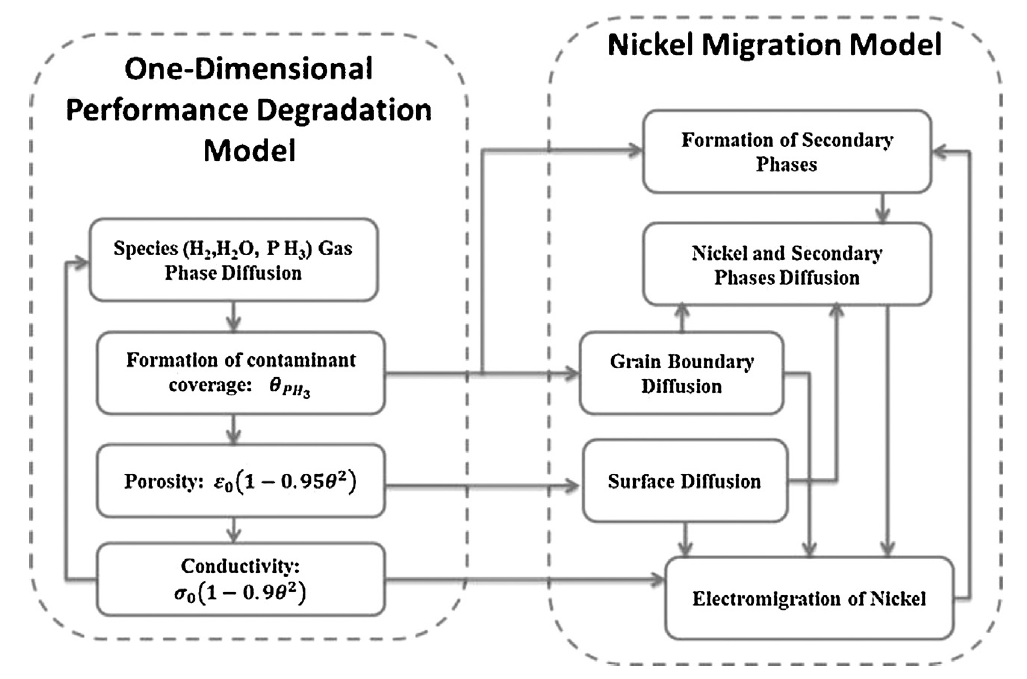 One-Dimensional
Performance Degradation
Model
Species (H₂,H₂O, P H₃) Gas
Phase Diffusion
Formation of contaminant
coverage: θ_PH₃
Porosity: ε₀(1 − 0.95θ²)
Conductivity:
σ₀(1 − 0.9θ²)
Nickel Migration Model
Formation of Secondary
Phases
Nickel and Secondary
Phases Diffusion
Grain Boundary
Diffusion
Surface Diffusion
Electromigration of Nickel